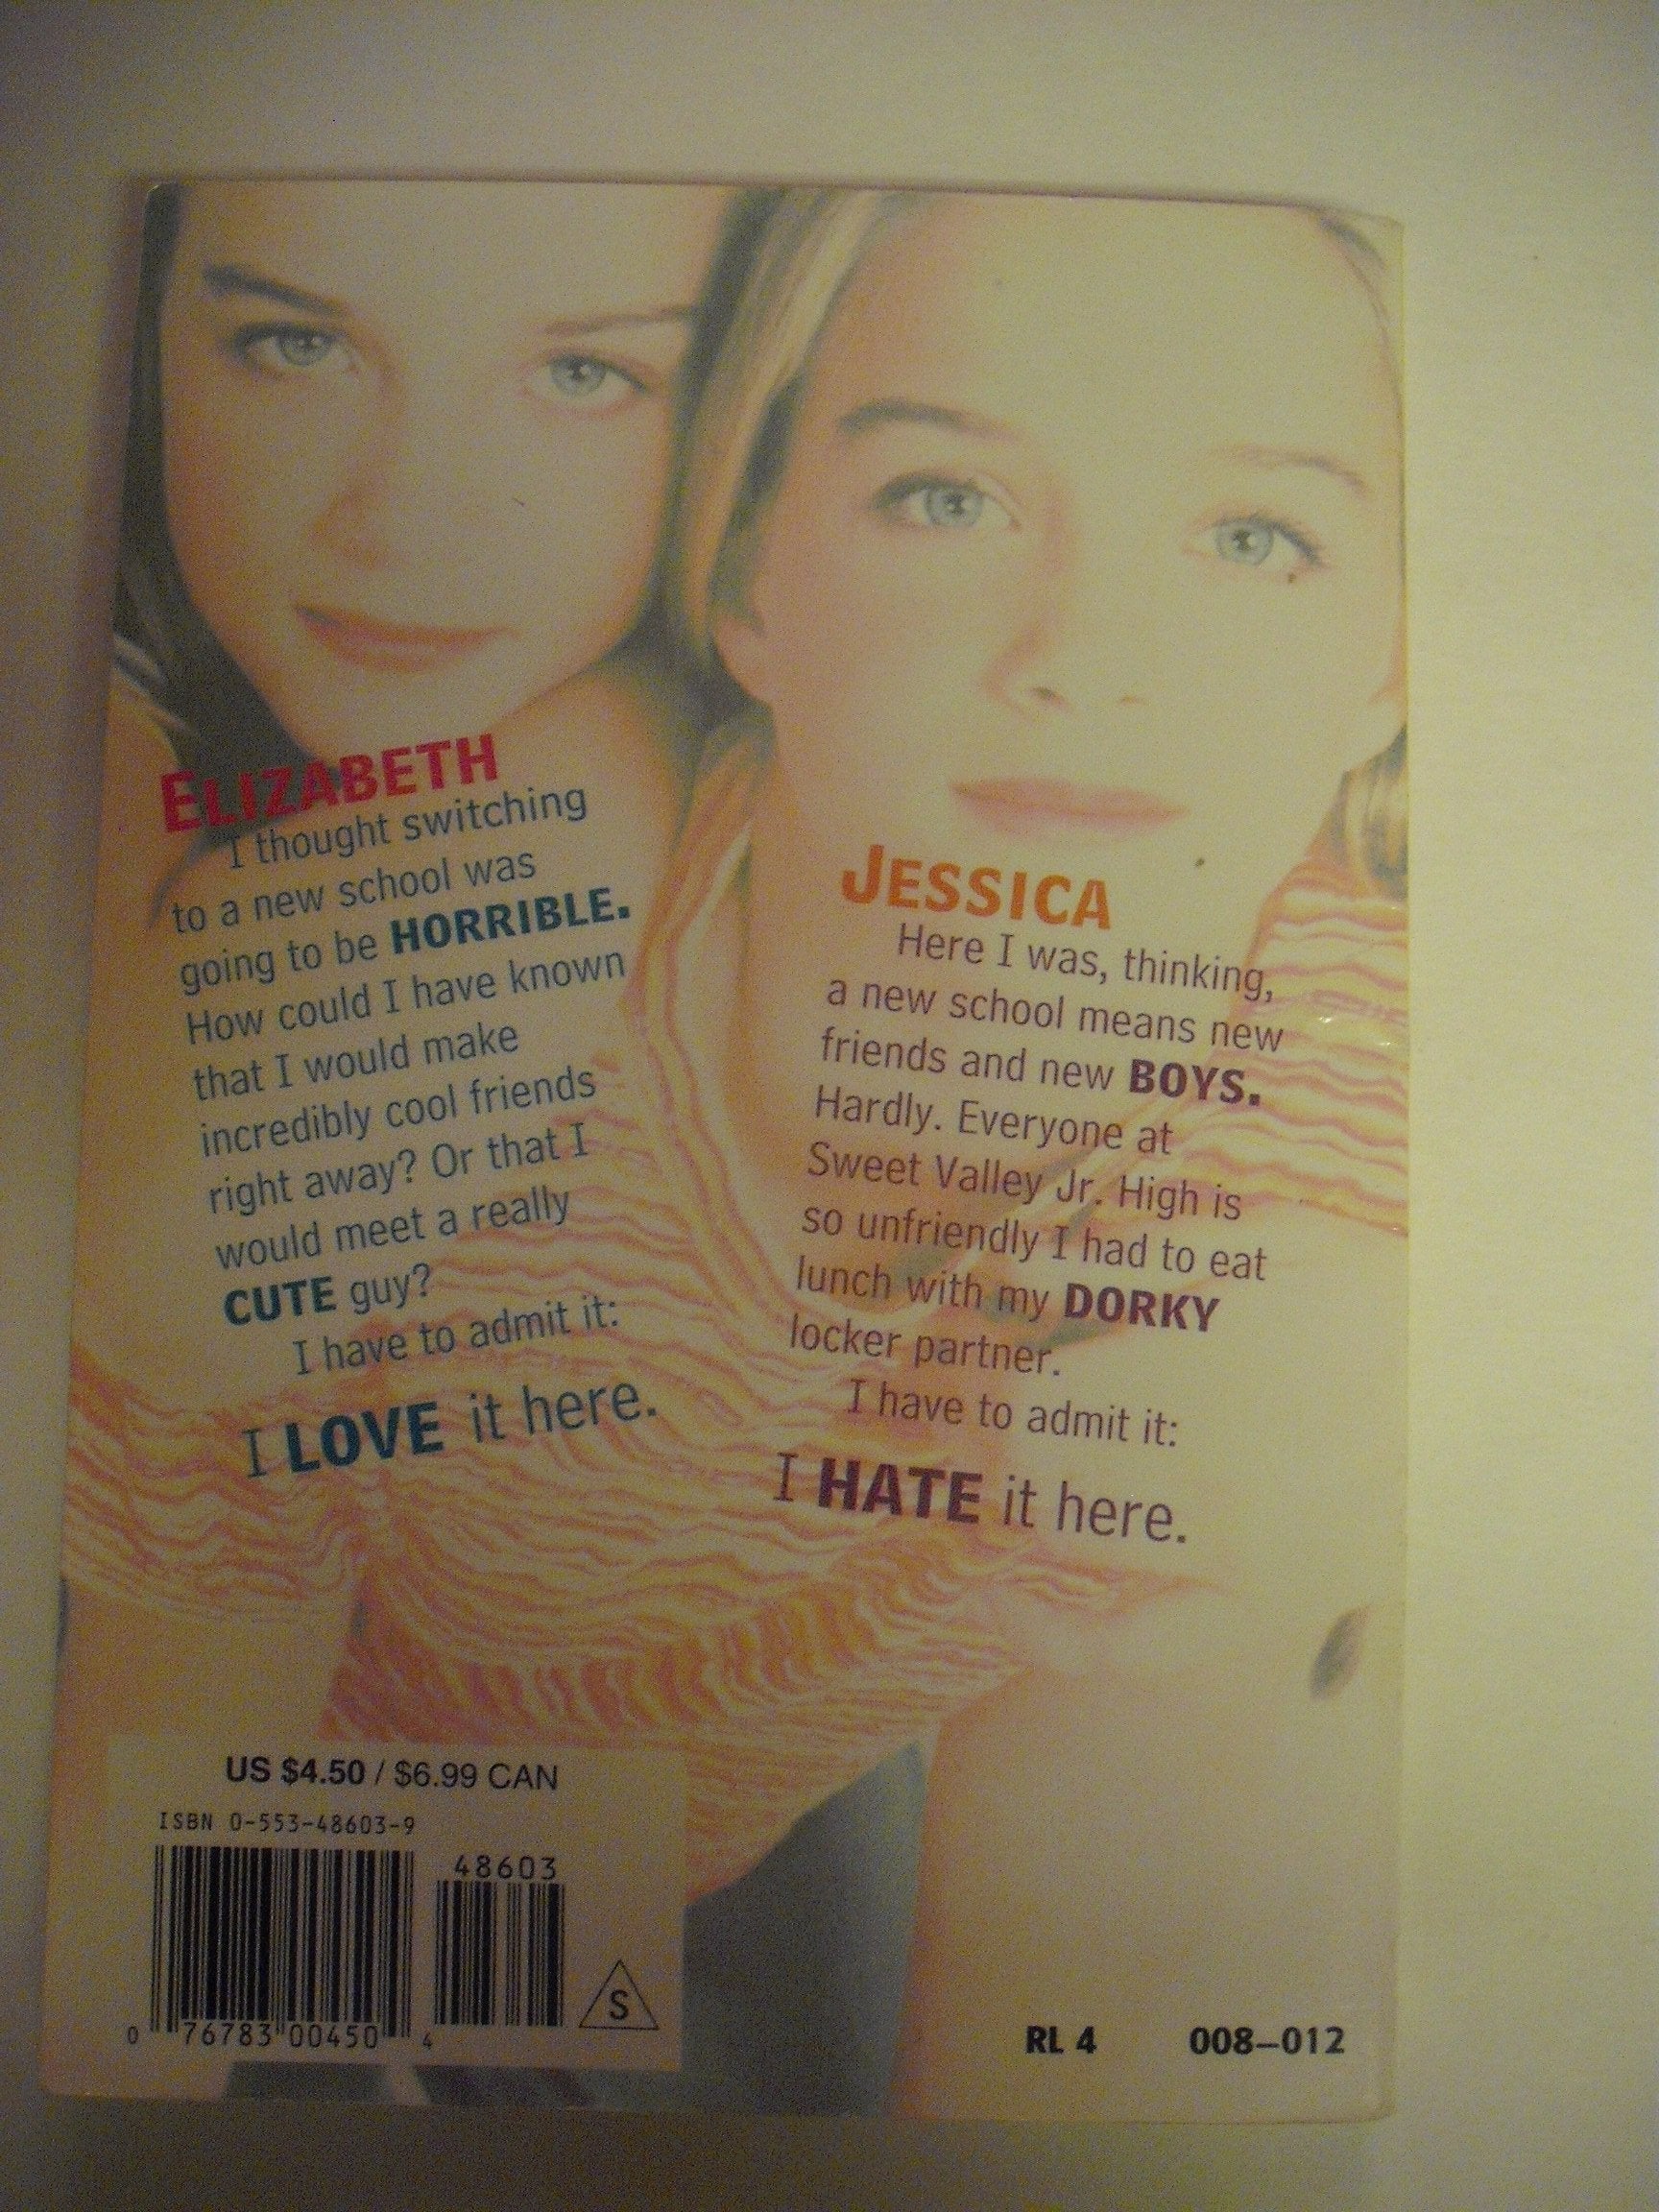 ELIZABETH
I thought switching
to a new school was
going to be HORRIBLE.
How could I have known
that I would make
incredibly cool friends
right away? Or that I
would meet a really
CUTE guy?
I have to admit it:
I LOVE it here.
JESSICA
Here I was, thinking,
a new school means new
friends and new BOYS.
Hardly. Everyone at
Sweet Valley Jr. High is
so unfriendly I had to eat
lunch with my DORKY
locker partner.
I have to admit it:
I HATE it here.
US $4.50 / $6.99 CAN
ISBN 0-553-48603-9
48603
0 76783 00450 4
S
RL 4 008–012